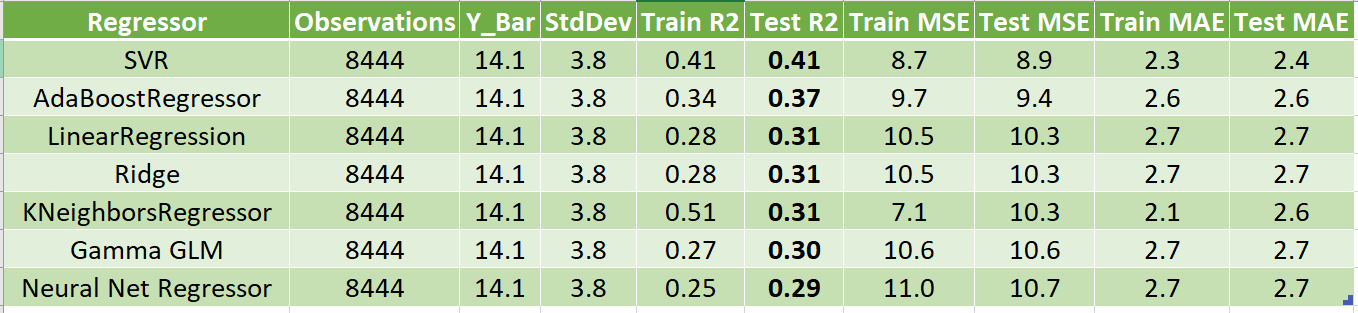 Regressor Observations Y_Bar StdDev Train R2 Test R2 Train MSE Test MSE Train MAE Test MAE
SVR 8444 14.1 3.8 0.41 0.41 8.7 8.9 2.3 2.4
AdaBoostRegressor 8444 14.1 3.8 0.34 0.37 9.7 9.4 2.6 2.6
LinearRegression 8444 14.1 3.8 0.28 0.31 10.5 10.3 2.7 2.7
Ridge 8444 14.1 3.8 0.28 0.31 10.5 10.3 2.7 2.7
KNeighborsRegressor 8444 14.1 3.8 0.51 0.31 7.1 10.3 2.1 2.6
Gamma GLM 8444 14.1 3.8 0.27 0.30 10.6 10.6 2.7 2.7
Neural Net Regressor 8444 14.1 3.8 0.25 0.29 11.0 10.7 2.7 2.7